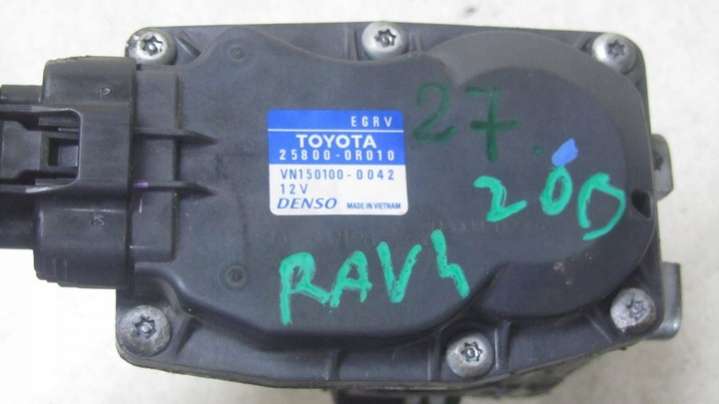 EGRV
TOYOTA
25800-0R010
VN150100-0042
12V
DENSO MADE IN VIETNAM
27.
2.0D
RAV4